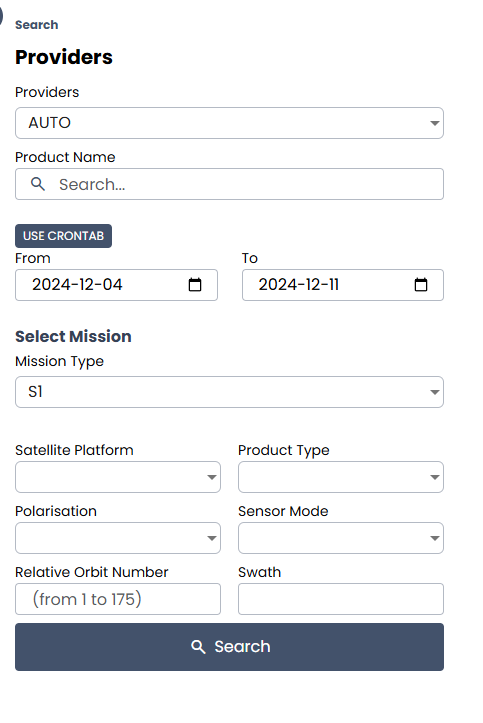 Search
Providers
Providers
AUTO
Product Name
Search...
USE CRONTAB
From To
2024-12-04 2024-12-11
Select Mission
Mission Type
S1
Satellite Platform Product Type
Polarisation Sensor Mode
Relative Orbit Number Swath
(from 1 to 175)
Search